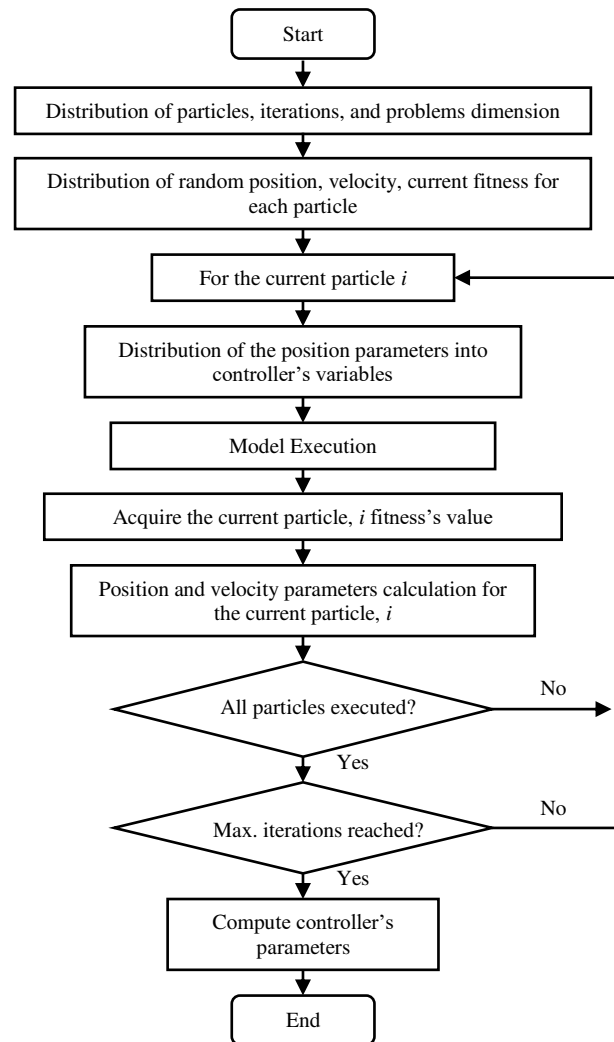 Start
Distribution of particles, iterations, and problems dimension
Distribution of random position, velocity, current fitness for
each particle
For the current particle i
Distribution of the position parameters into
controller's variables
Model Execution
Acquire the current particle, i fitness's value
Position and velocity parameters calculation for
the current particle, i
All particles executed?
No
Yes
Max. iterations reached?
No
Yes
Compute controller's
parameters
End